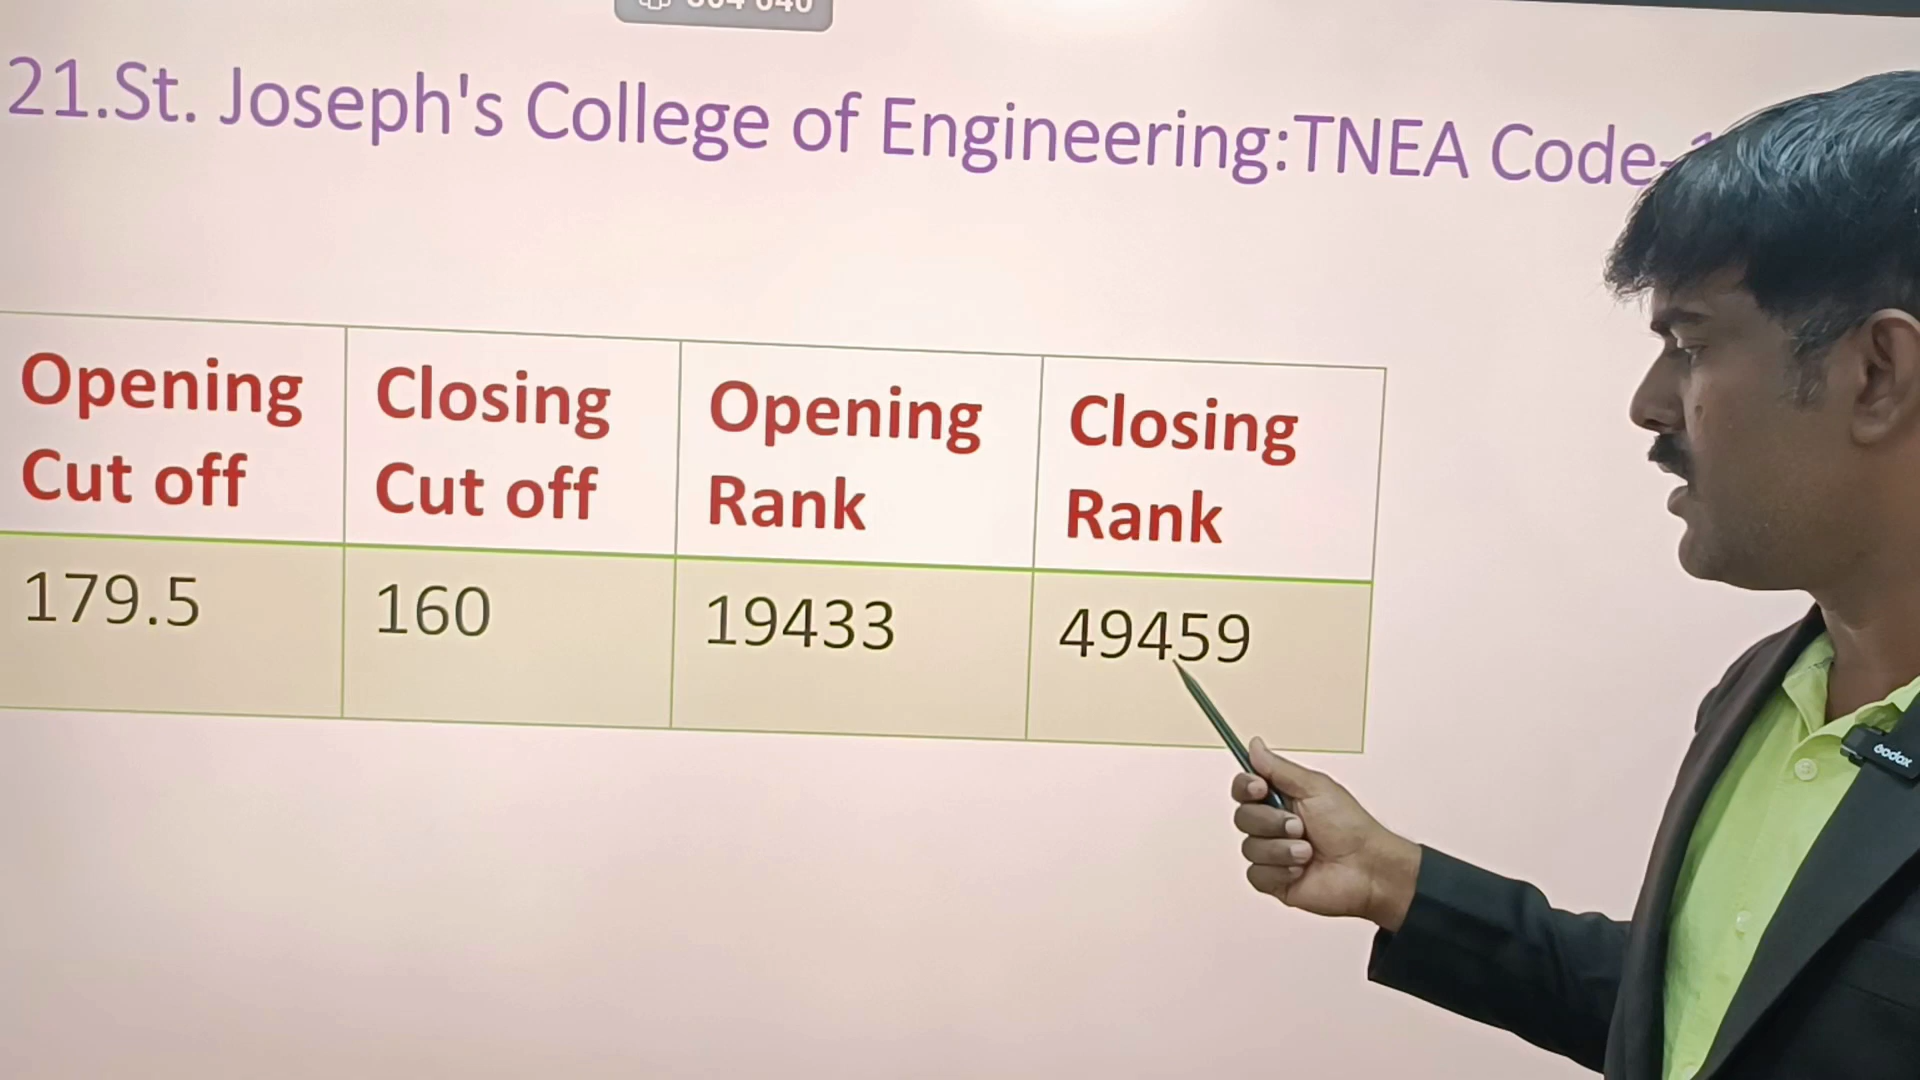 21.St. Joseph's College of Engineering:TNEA Code-
Opening Cut off
Closing Cut off
Opening Rank
Closing Rank
179.5
160
19433
49459
Godox